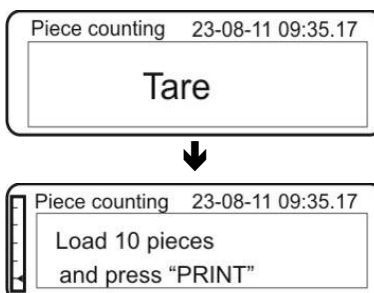 Piece counting 23-08-11 09:35.17
Tare
Piece counting 23-08-11 09:35.17
Load 10 pieces
and press “PRINT”